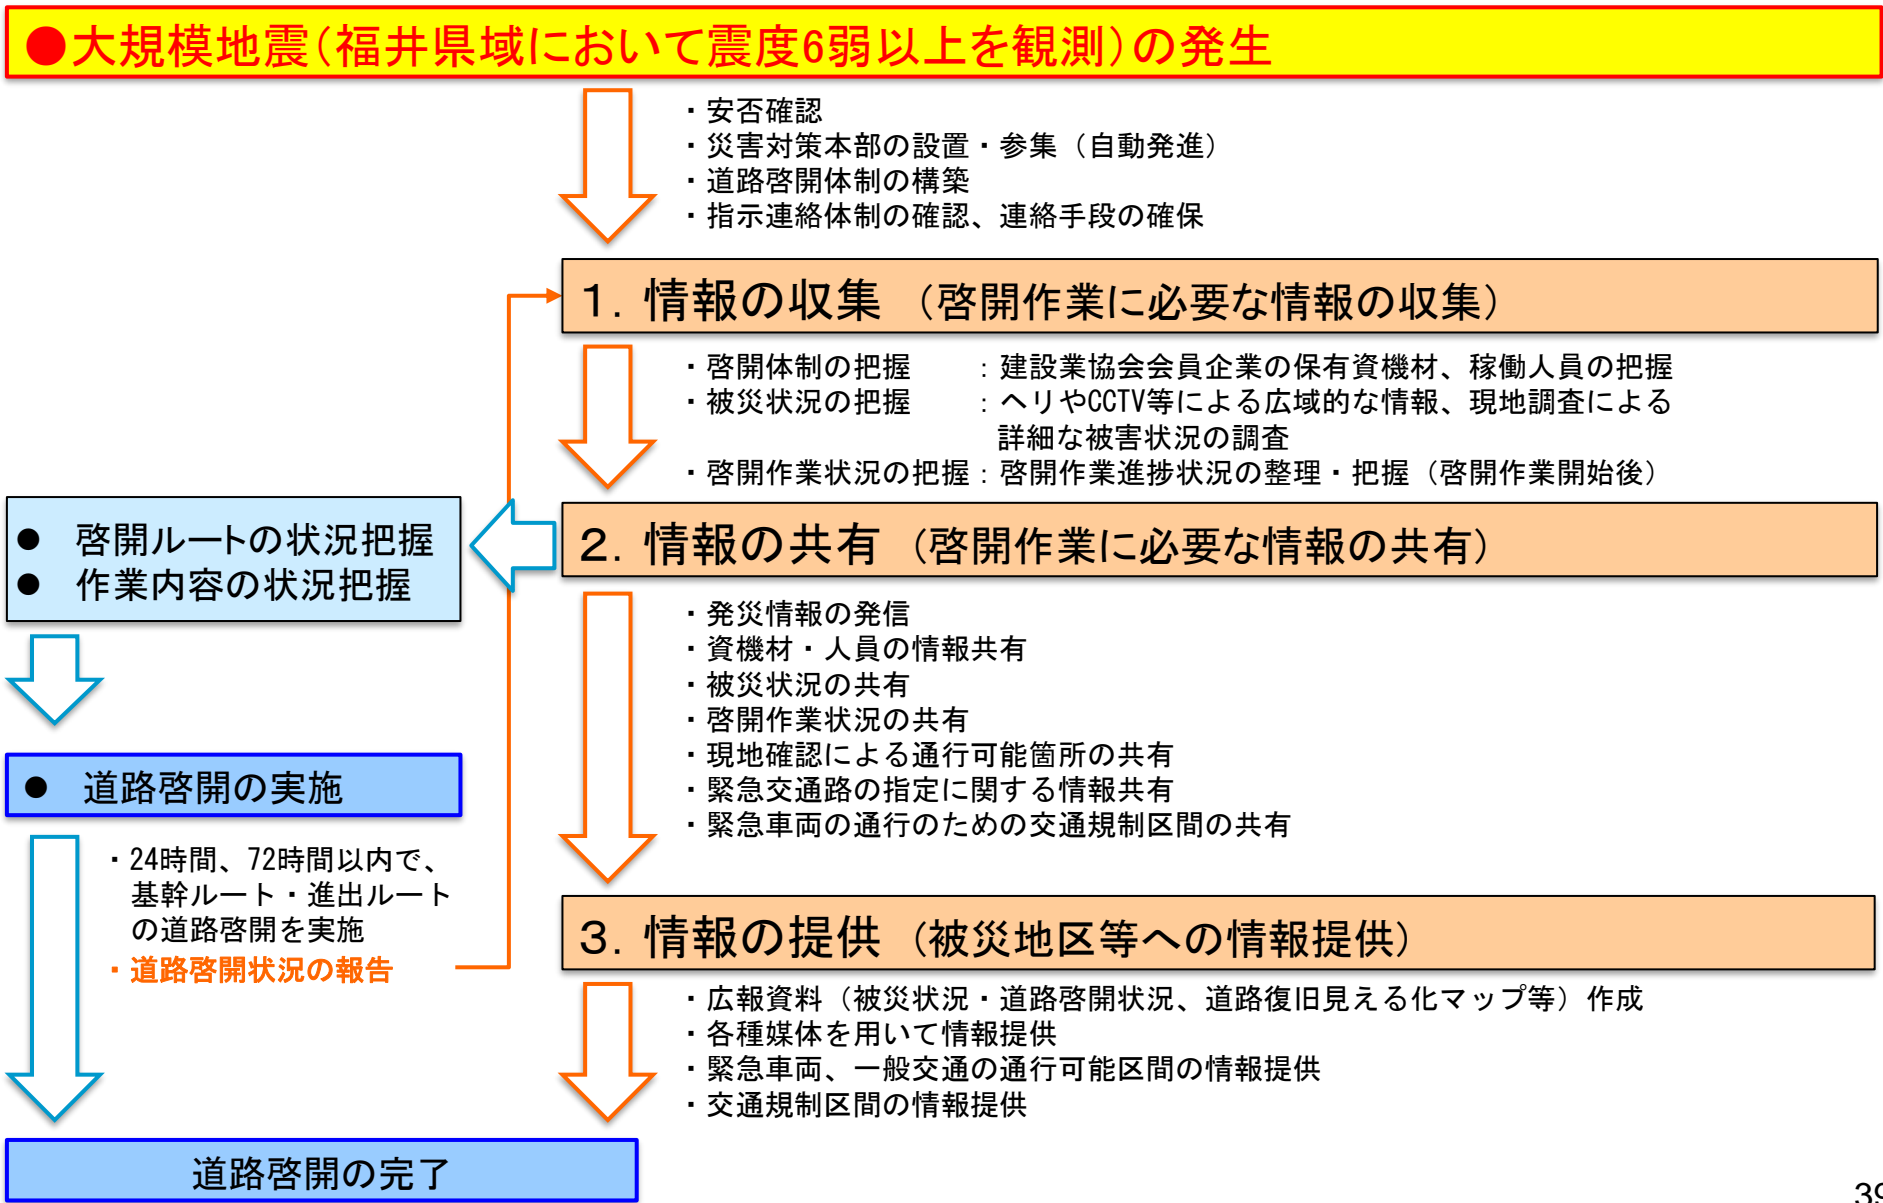 ●大規模地震(福井県域において震度6弱以上を観測)の発生
・安否確認
・災害対策本部の設置・参集（自動発進）
・道路啓開体制の構築
・指示連絡体制の確認、連絡手段の確保
１．情報の収集（啓開作業に必要な情報の収集）
・啓開体制の把握　　：建設業協会会員企業の保有資機材、稼働人員の把握
・被災状況の把握　　：ヘリやCCTV等による広域的な情報、現地調査による
詳細な被害状況の調査
・啓開作業状況の把握：啓開作業進捗状況の整理・把握（啓開作業開始後）
２．情報の共有（啓開作業に必要な情報の共有）
● 啓開ルートの状況把握
● 作業内容の状況把握
・発災情報の発信
・資機材・人員の情報共有
・被災状況の共有
・啓開作業状況の共有
・現地確認による通行可能箇所の共有
・緊急交通路の指定に関する情報共有
・緊急車両の通行のための交通規制区間の共有
● 道路啓開の実施
・24時間、72時間以内で、
基幹ルート・進出ルート
の道路啓開を実施
・道路啓開状況の報告
３．情報の提供（被災地区等への情報提供）
・広報資料（被災状況・道路啓開状況、道路復旧見える化マップ等）作成
・各種媒体を用いて情報提供
・緊急車両、一般交通の通行可能区間の情報提供
・交通規制区間の情報提供
道路啓開の完了
39